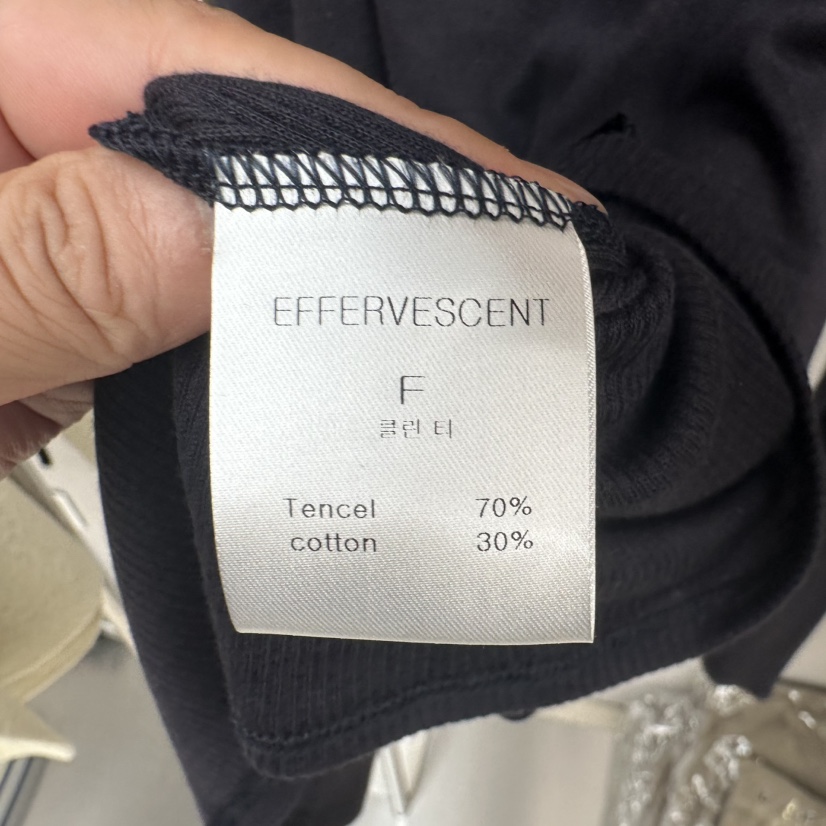 EFFERVESCENT
F
클린 티
Tencel 70%
cotton 30%